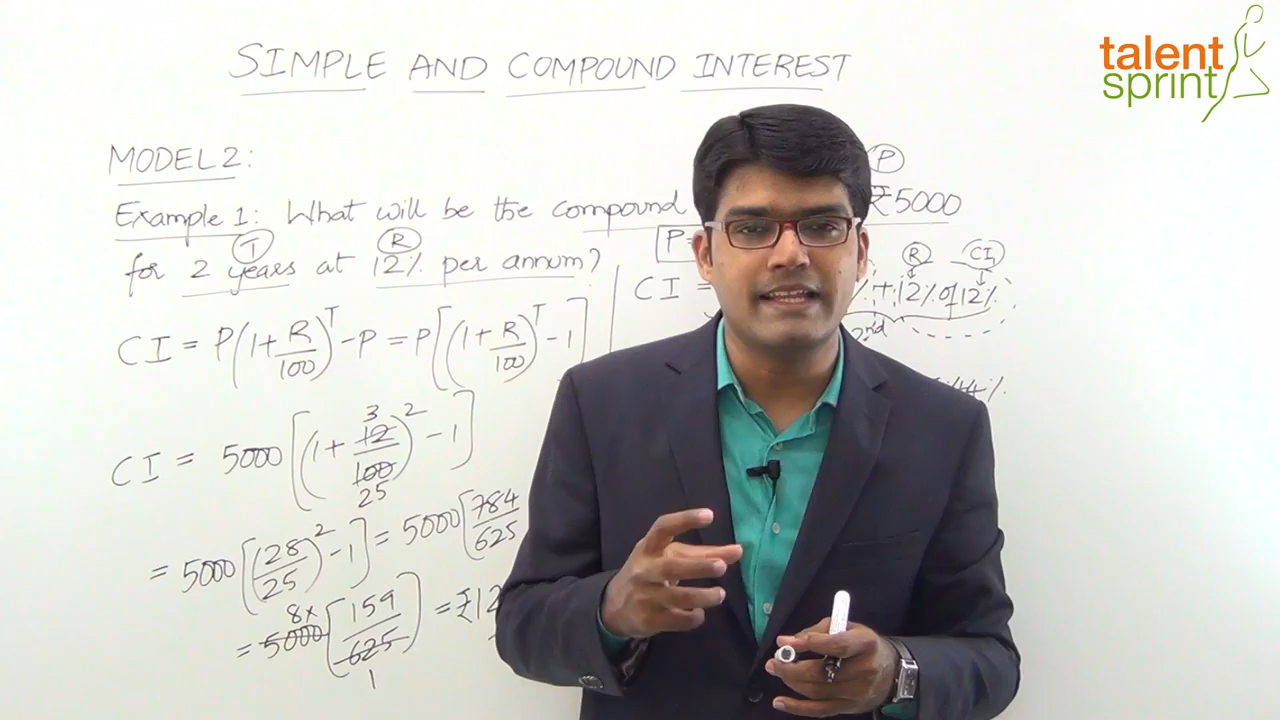 SIMPLE AND COMPOUND INTEREST
talent
sprint
MODEL 2:
P
Example 1: What will be the compound ₹5000
T R
for 2 years at 12% per annum?
P=
R CI
CI = % + 12% of 12%
2nd
CI = P(1+R/100)^T - P = P[(1+R/100)^T - 1]
3
CI = 5000[(1+12/100)^2 - 1]
25
= 5000[(28/25)^2 - 1] = 5000[784/625
8×
= 5000[159/625] = ₹12
1